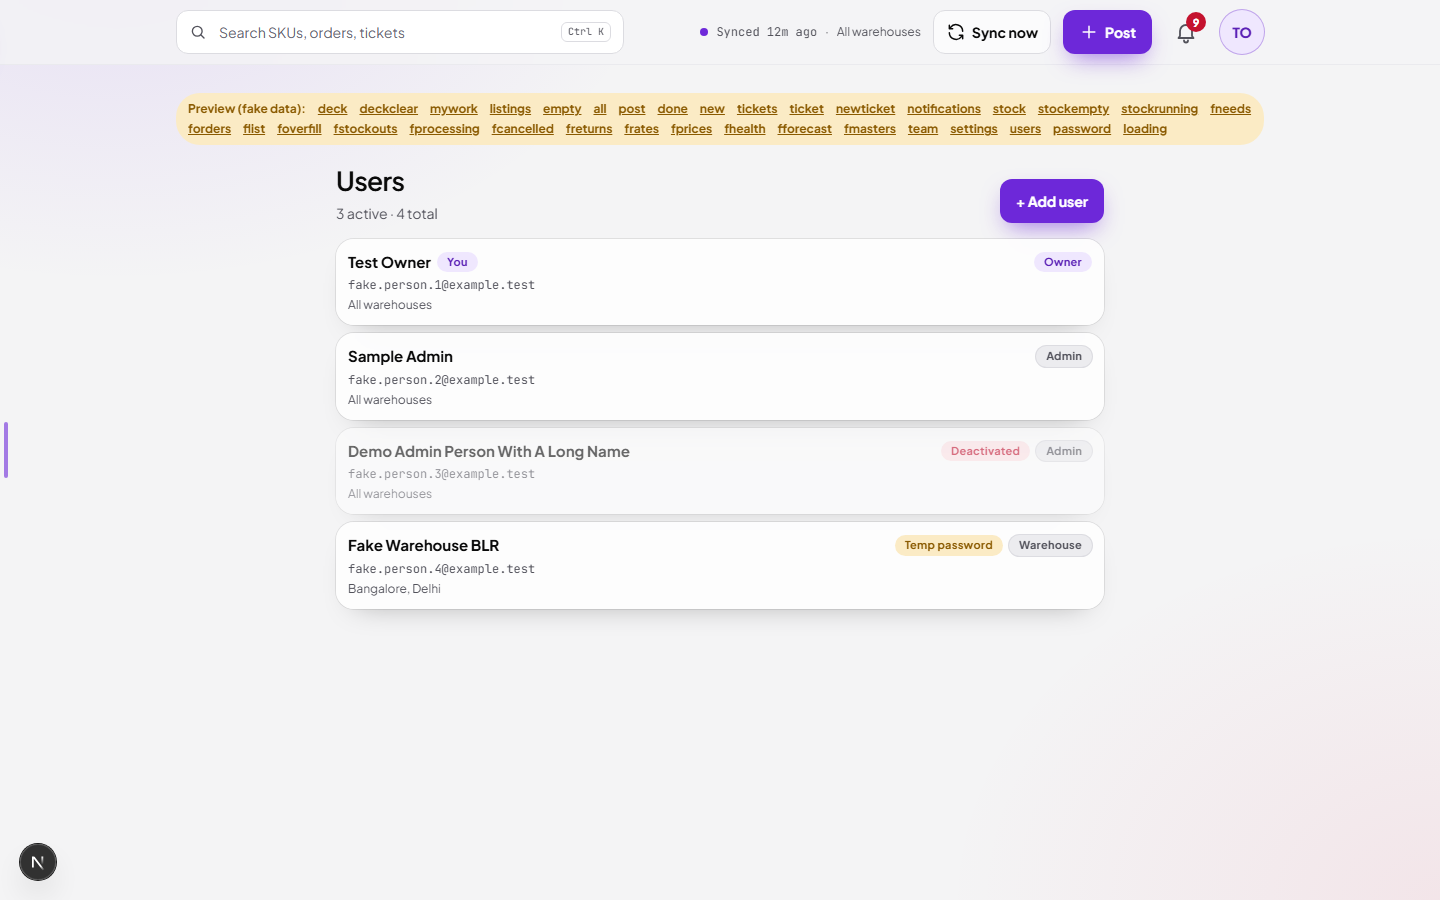 Search SKUs, orders, tickets Ctrl K Synced 12m ago · All warehouses Sync now + Post 9 TO
Preview (fake data): deck deckclear mywork listings empty all post done new tickets ticket newticket notifications stock stockempty stockrunning fneeds
forders flist foverfill fstockouts fprocessing fcancelled freturns frates fprices fhealth fforecast fmasters team settings users password loading
Users
3 active · 4 total
+ Add user
Test Owner You Owner
fake.person.1@example.test
All warehouses
Sample Admin Admin
fake.person.2@example.test
All warehouses
Demo Admin Person With A Long Name Deactivated Admin
fake.person.3@example.test
All warehouses
Fake Warehouse BLR Temp password Warehouse
fake.person.4@example.test
Bangalore, Delhi
N